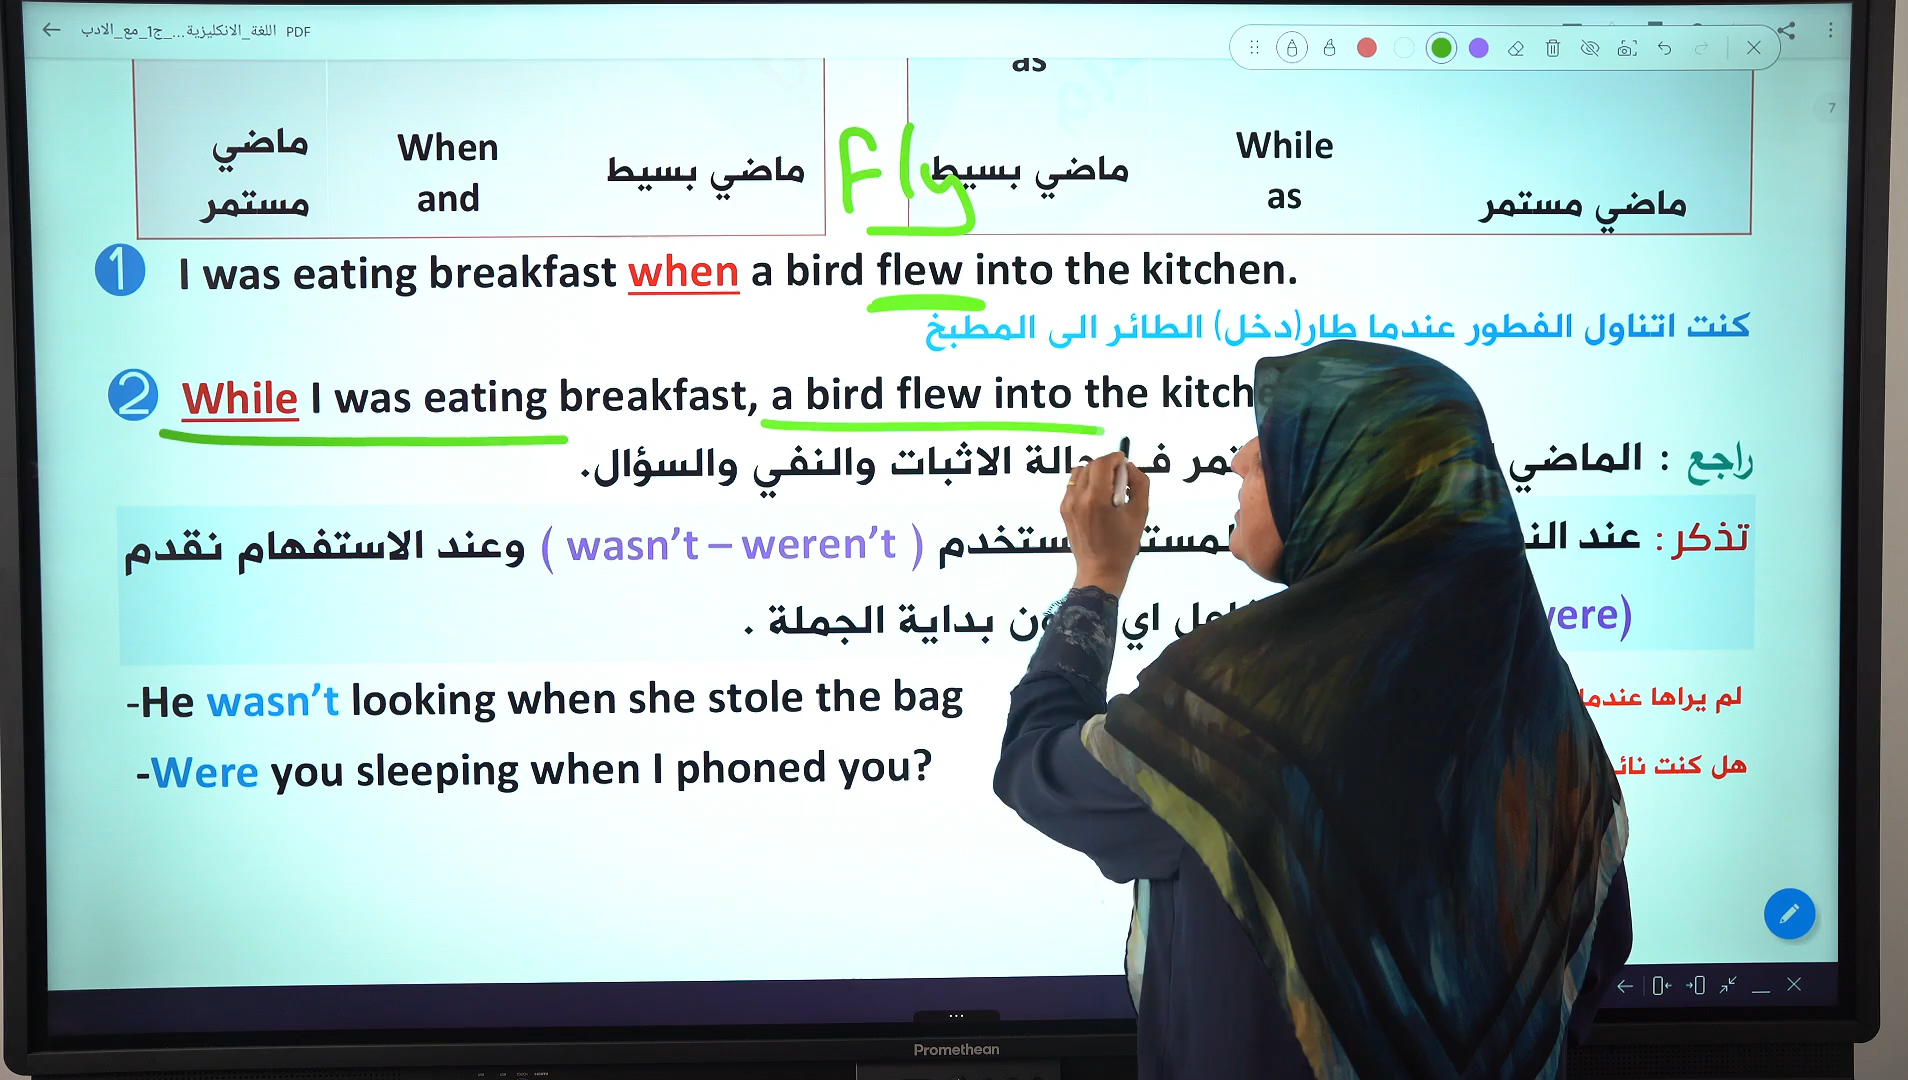 اللغة_الانكليزية..._ج1_مع_الادب PDF
as
7
ماضي مستمر
When and
ماضي بسيط
Fly
ماضي بسيط
While as
ماضي مستمر
1 I was eating breakfast when a bird flew into the kitchen.
كنت اتناول الفطور عندما طار(دخل) الطائر الى المطبخ
2 While I was eating breakfast, a bird flew into the
راجع : الماضي حالة الاثبات والنفي والسؤال.
تذكر : عند (wasn't – weren't) وعند الاستفهام نقدم
اي بداية الجملة .
-He wasn't looking when she stole the bag
لم يراها عندما
-Were you sleeping when I phoned you?
هل كنت
Promethean